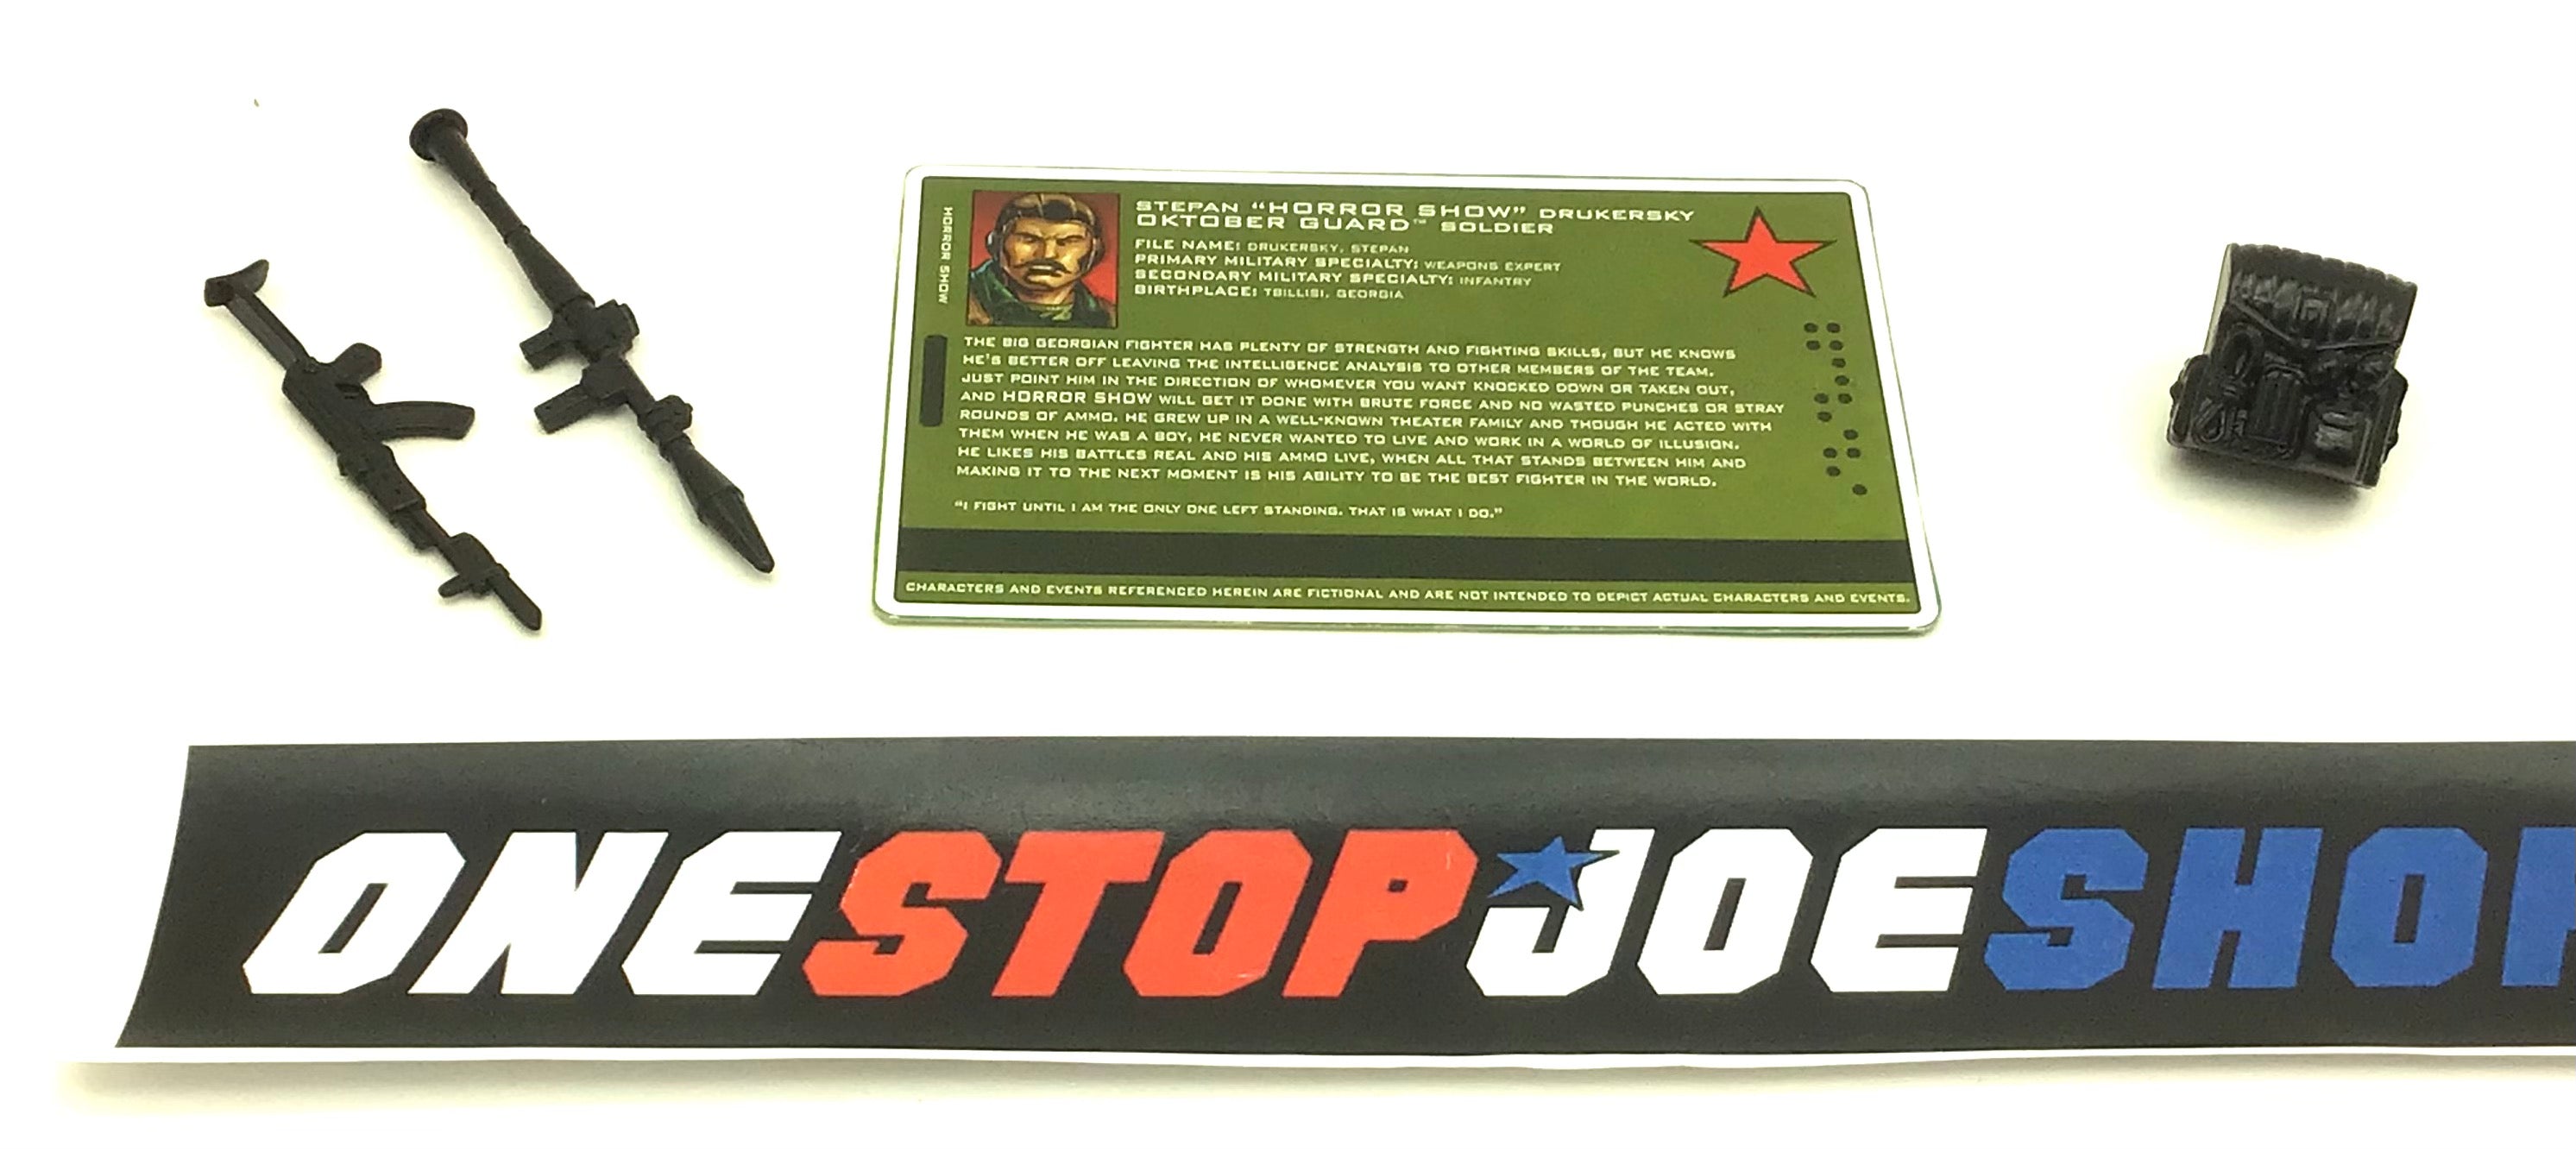 HORROR SHOW
STEPAN "HORROR SHOW" DRUKERSKY
OKTOBER GUARD™ SOLDIER
FILE NAME: DRUKERSKY, STEPAN
PRIMARY MILITARY SPECIALTY: WEAPONS EXPERT
SECONDARY MILITARY SPECIALTY: INFANTRY
BIRTHPLACE: TBILLISI, GEORGIA
THE BIG GEORGIAN FIGHTER HAS PLENTY OF STRENGTH AND FIGHTING SKILLS, BUT HE KNOWS
HE'S BETTER OFF LEAVING THE INTELLIGENCE ANALYSIS TO OTHER MEMBERS OF THE TEAM.
JUST POINT HIM IN THE DIRECTION OF WHOMEVER YOU WANT KNOCKED DOWN OR TAKEN OUT,
AND HORROR SHOW WILL GET IT DONE WITH BRUTE FORCE AND NO WASTED PUNCHES OR STRAY
ROUNDS OF AMMO. HE GREW UP IN A WELL-KNOWN THEATER FAMILY AND THOUGH HE ACTED WITH
THEM WHEN HE WAS A BOY, HE NEVER WANTED TO LIVE AND WORK IN A WORLD OF ILLUSION.
HE LIKES HIS BATTLES REAL AND HIS AMMO LIVE, WHEN ALL THAT STANDS BETWEEN HIM AND
MAKING IT TO THE NEXT MOMENT IS HIS ABILITY TO BE THE BEST FIGHTER IN THE WORLD.
"I FIGHT UNTIL I AM THE ONLY ONE LEFT STANDING. THAT IS WHAT I DO."
CHARACTERS AND EVENTS REFERENCED HEREIN ARE FICTIONAL AND ARE NOT INTENDED TO DEPICT ACTUAL CHARACTERS AND EVENTS.
ONESTOPJOESHOP